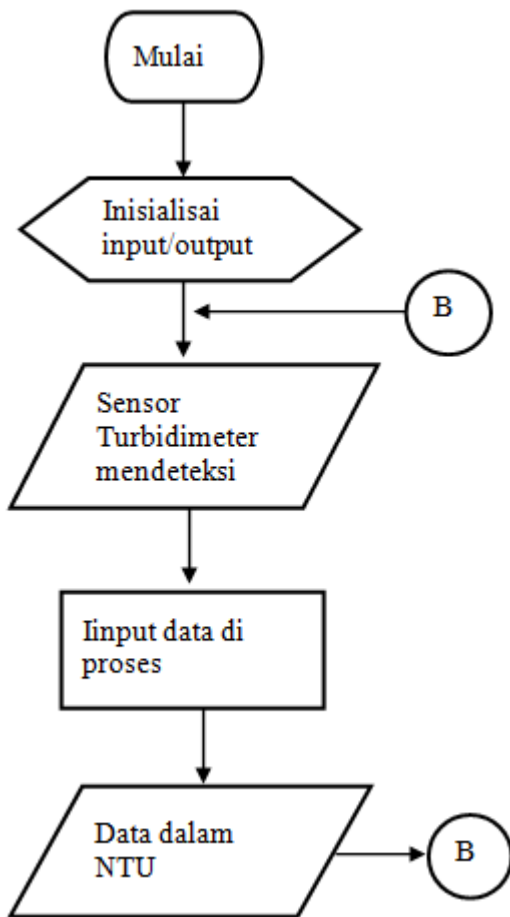 Mulai
Inisialisai
input/output
B
Sensor
Turbidimeter
mendeteksi
Iinput data di
proses
Data dalam
NTU
B